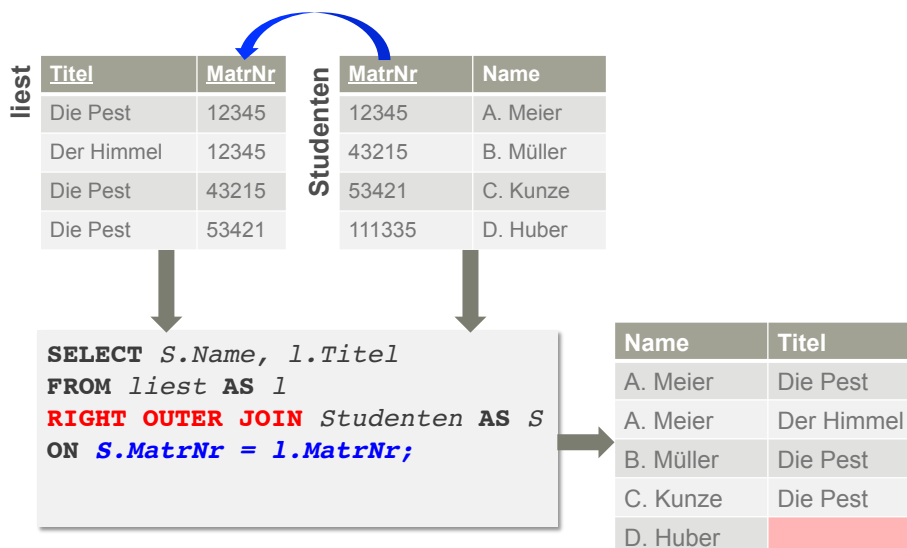 liest
Titel MatrNr
Die Pest 12345
Der Himmel 12345
Die Pest 43215
Die Pest 53421
Studenten
MatrNr Name
12345 A. Meier
43215 B. Müller
53421 C. Kunze
111335 D. Huber
SELECT S.Name, l.Titel
FROM liest AS l
RIGHT OUTER JOIN Studenten AS S
ON S.MatrNr = l.MatrNr;
Name Titel
A. Meier Die Pest
A. Meier Der Himmel
B. Müller Die Pest
C. Kunze Die Pest
D. Huber